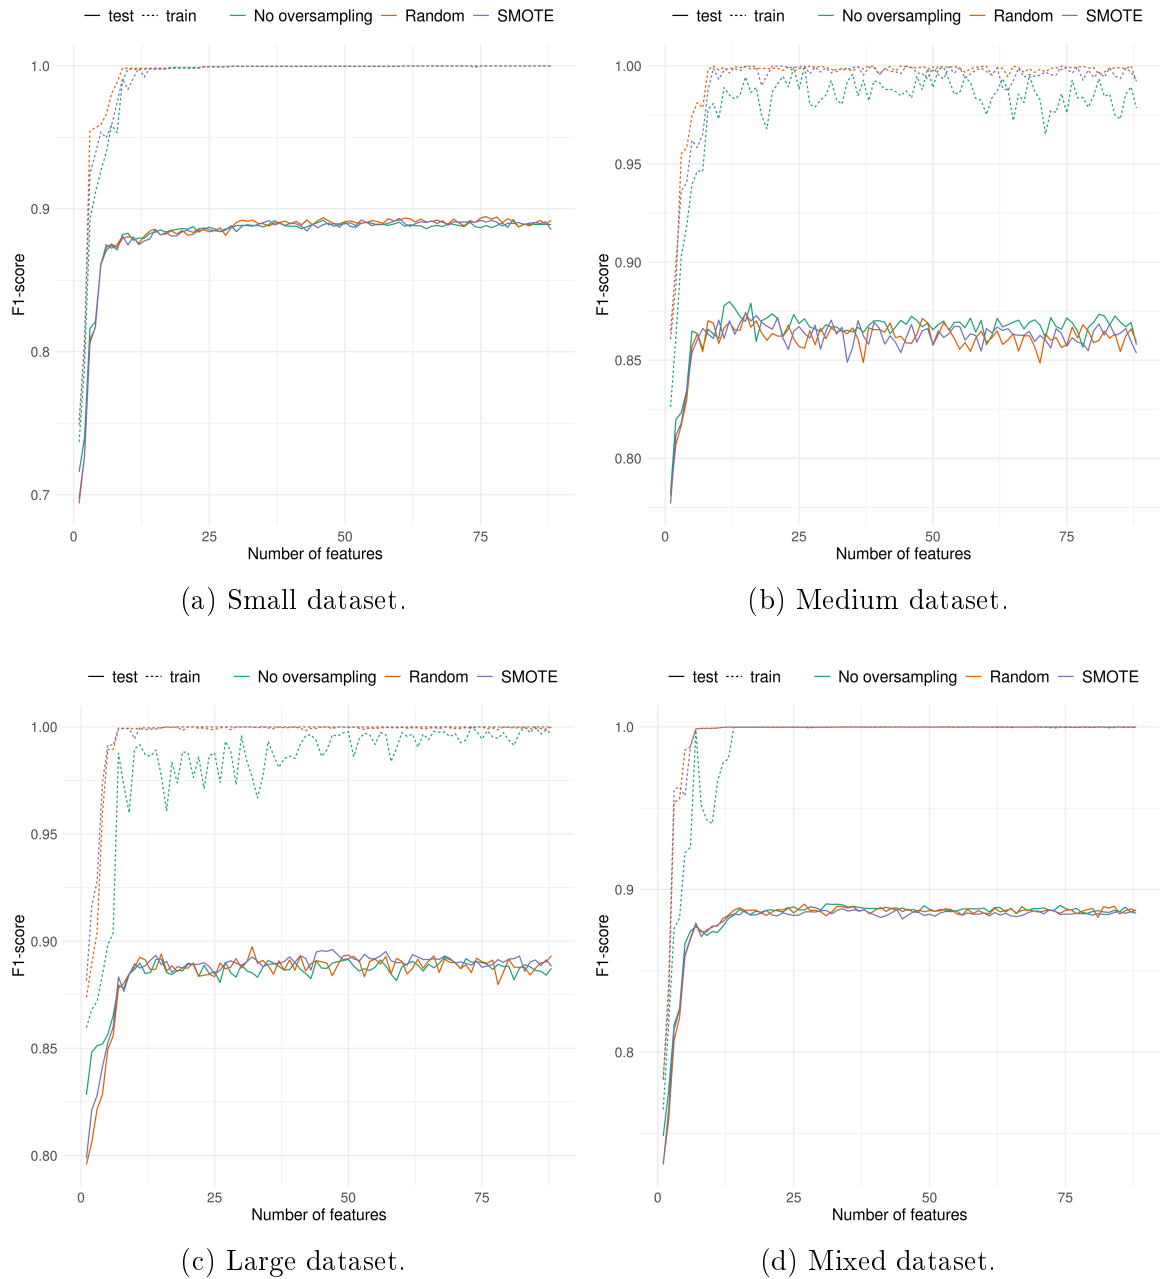 test train No oversampling Random SMOTE
1.0
0.9
0.8
0.7
F1-score
0 25 50 75
Number of features
(a) Small dataset.
test train No oversampling Random SMOTE
1.00
0.95
0.90
0.85
0.80
F1-score
0 25 50 75
Number of features
(b) Medium dataset.
test train No oversampling Random SMOTE
1.00
0.95
0.90
0.85
0.80
F1-score
0 25 50 75
Number of features
(c) Large dataset.
test train No oversampling Random SMOTE
1.0
0.9
0.8
F1-score
0 25 50 75
Number of features
(d) Mixed dataset.